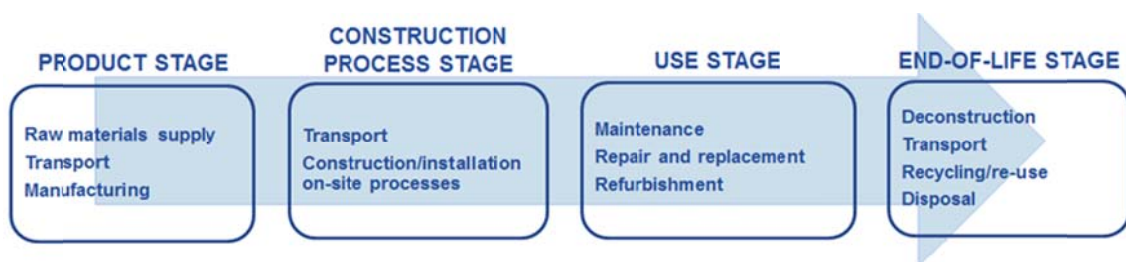 PRODUCT STAGE
Raw materials supply
Transport
Manufacturing
CONSTRUCTION
PROCESS STAGE
Transport
Construction/installation
on-site processes
USE STAGE
Maintenance
Repair and replacement
Refurbishment
END-OF-LIFE STAGE
Deconstruction
Transport
Recycling/re-use
Disposal